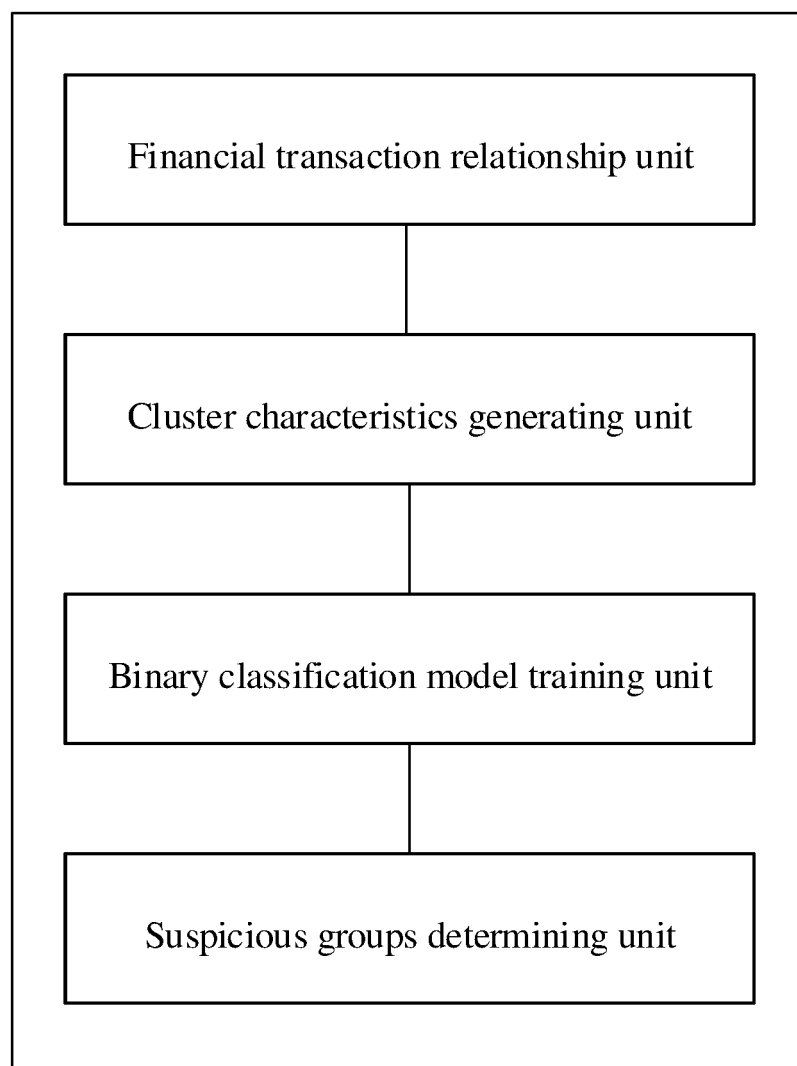 Financial transaction relationship unit
Cluster characteristics generating unit
Binary classification model training unit
Suspicious groups determining unit